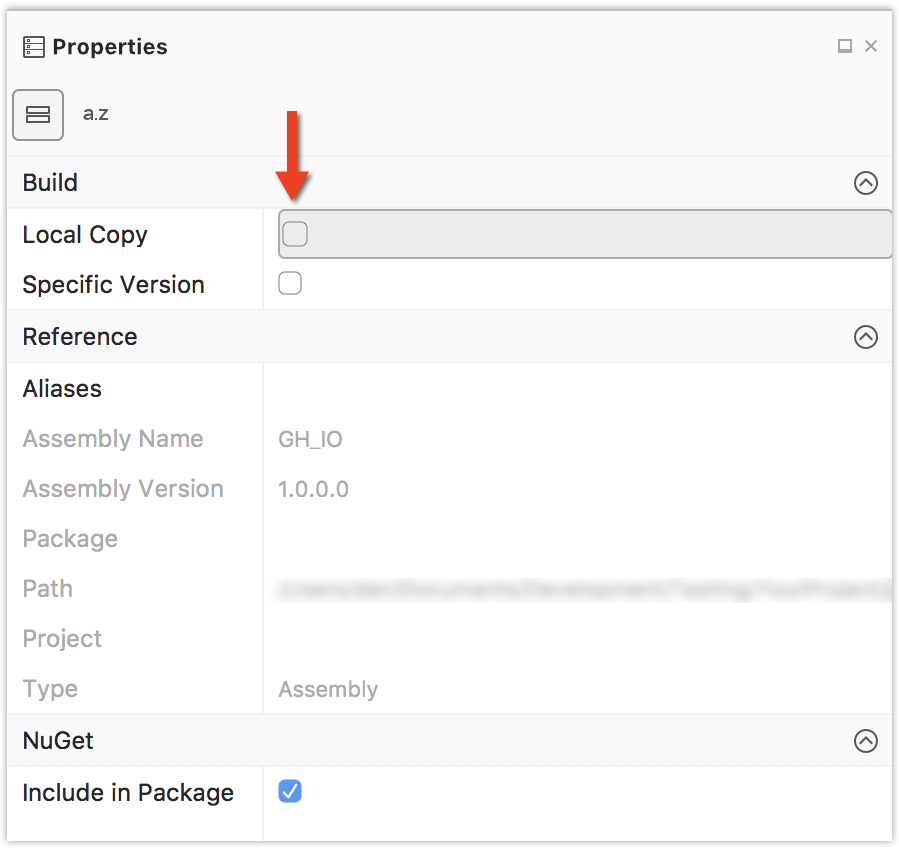 Properties
a.z
Build
Local Copy
Specific Version
Reference
Aliases
Assembly Name GH_IO
Assembly Version 1.0.0.0
Package
Path
Project
Type Assembly
NuGet
Include in Package